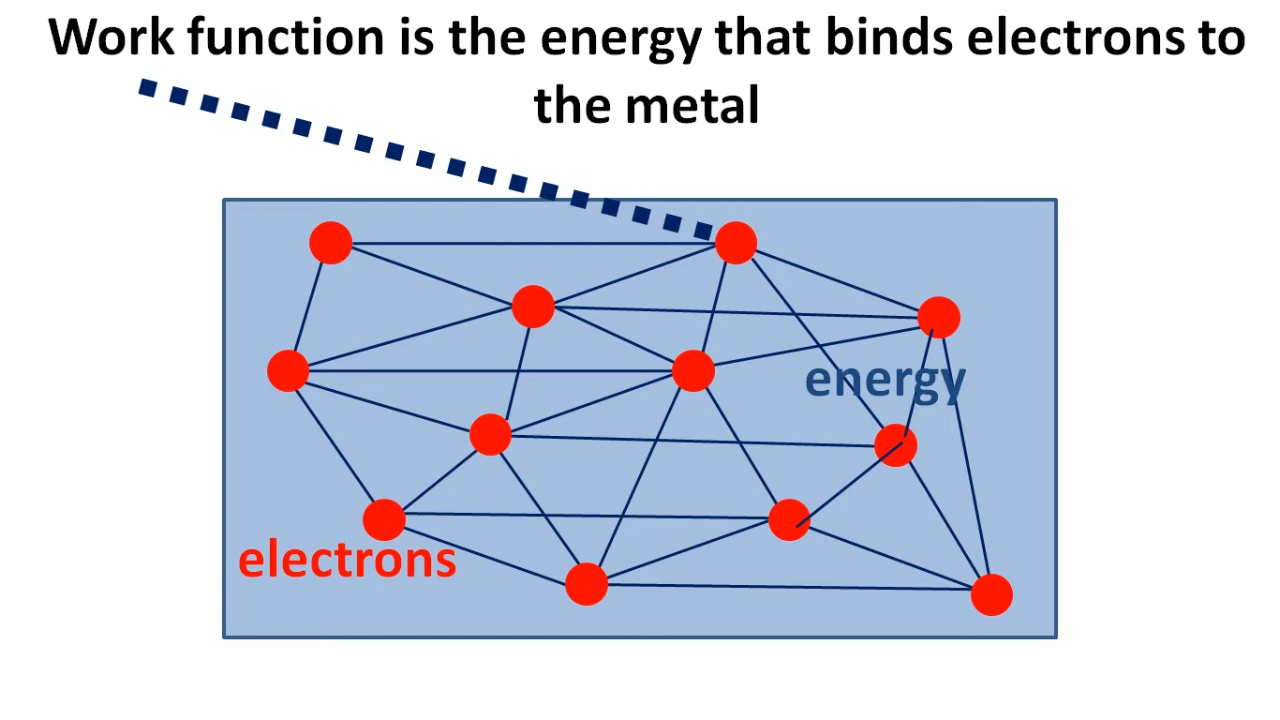 Work function is the energy that binds electrons to
the metal
energy
electrons